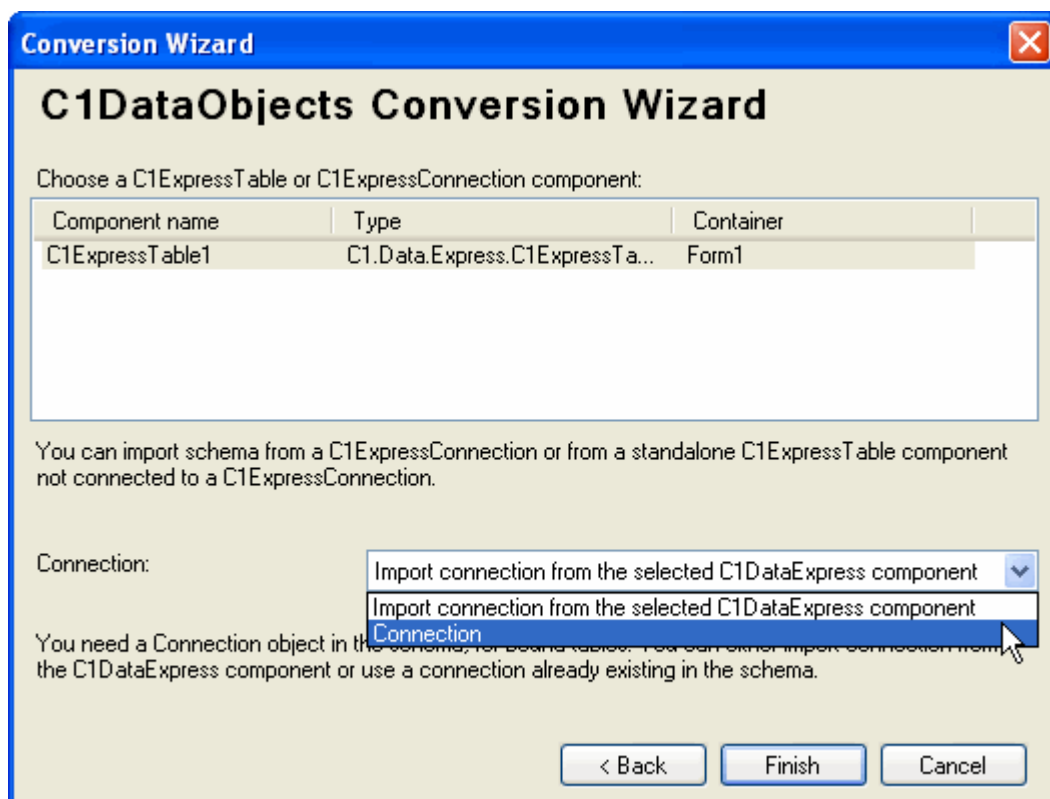 Conversion Wizard
C1DataObjects Conversion Wizard
Choose a C1ExpressTable or C1ExpressConnection component:
Component name Type Container
C1ExpressTable1 C1.Data.Express.C1ExpressTa... Form1
You can import schema from a C1ExpressConnection or from a standalone C1ExpressTable component
not connected to a C1ExpressConnection.
Connection: Import connection from the selected C1DataExpress component
Import connection from the selected C1DataExpress component
Connection
You need a Connection object in
the C1DataExpress component or use a connection already existing in the schema.
< Back Finish Cancel